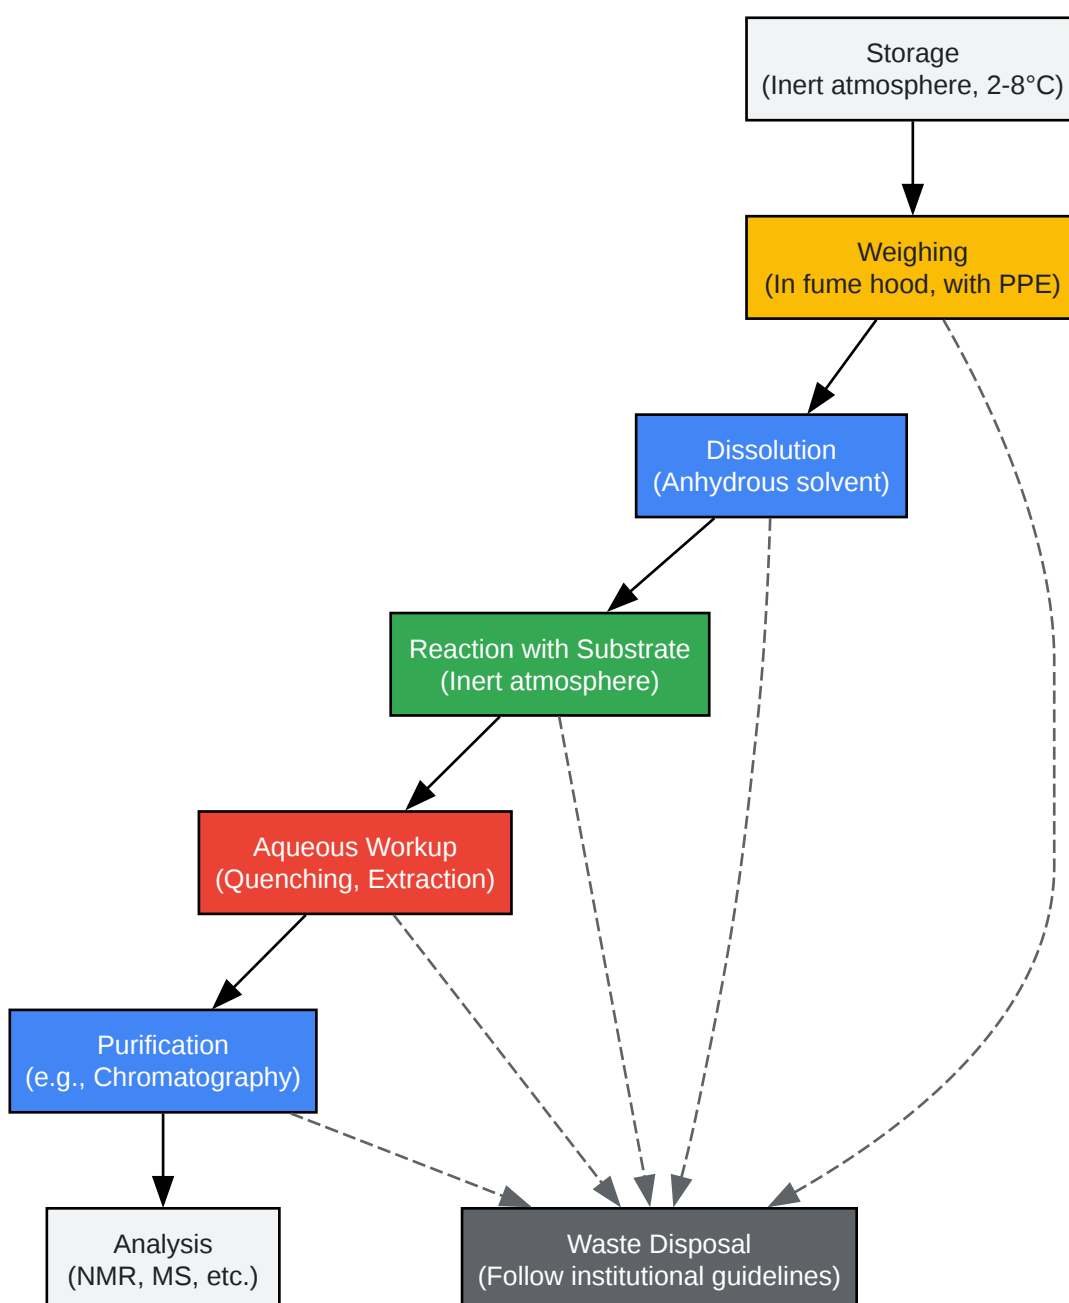 Storage
(Inert atmosphere, 2-8°C)
Weighing
(In fume hood, with PPE)
Dissolution
(Anhydrous solvent)
Reaction with Substrate
(Inert atmosphere)
Aqueous Workup
(Quenching, Extraction)
Purification
(e.g., Chromatography)
Analysis
(NMR, MS, etc.)
Waste Disposal
(Follow institutional guidelines)